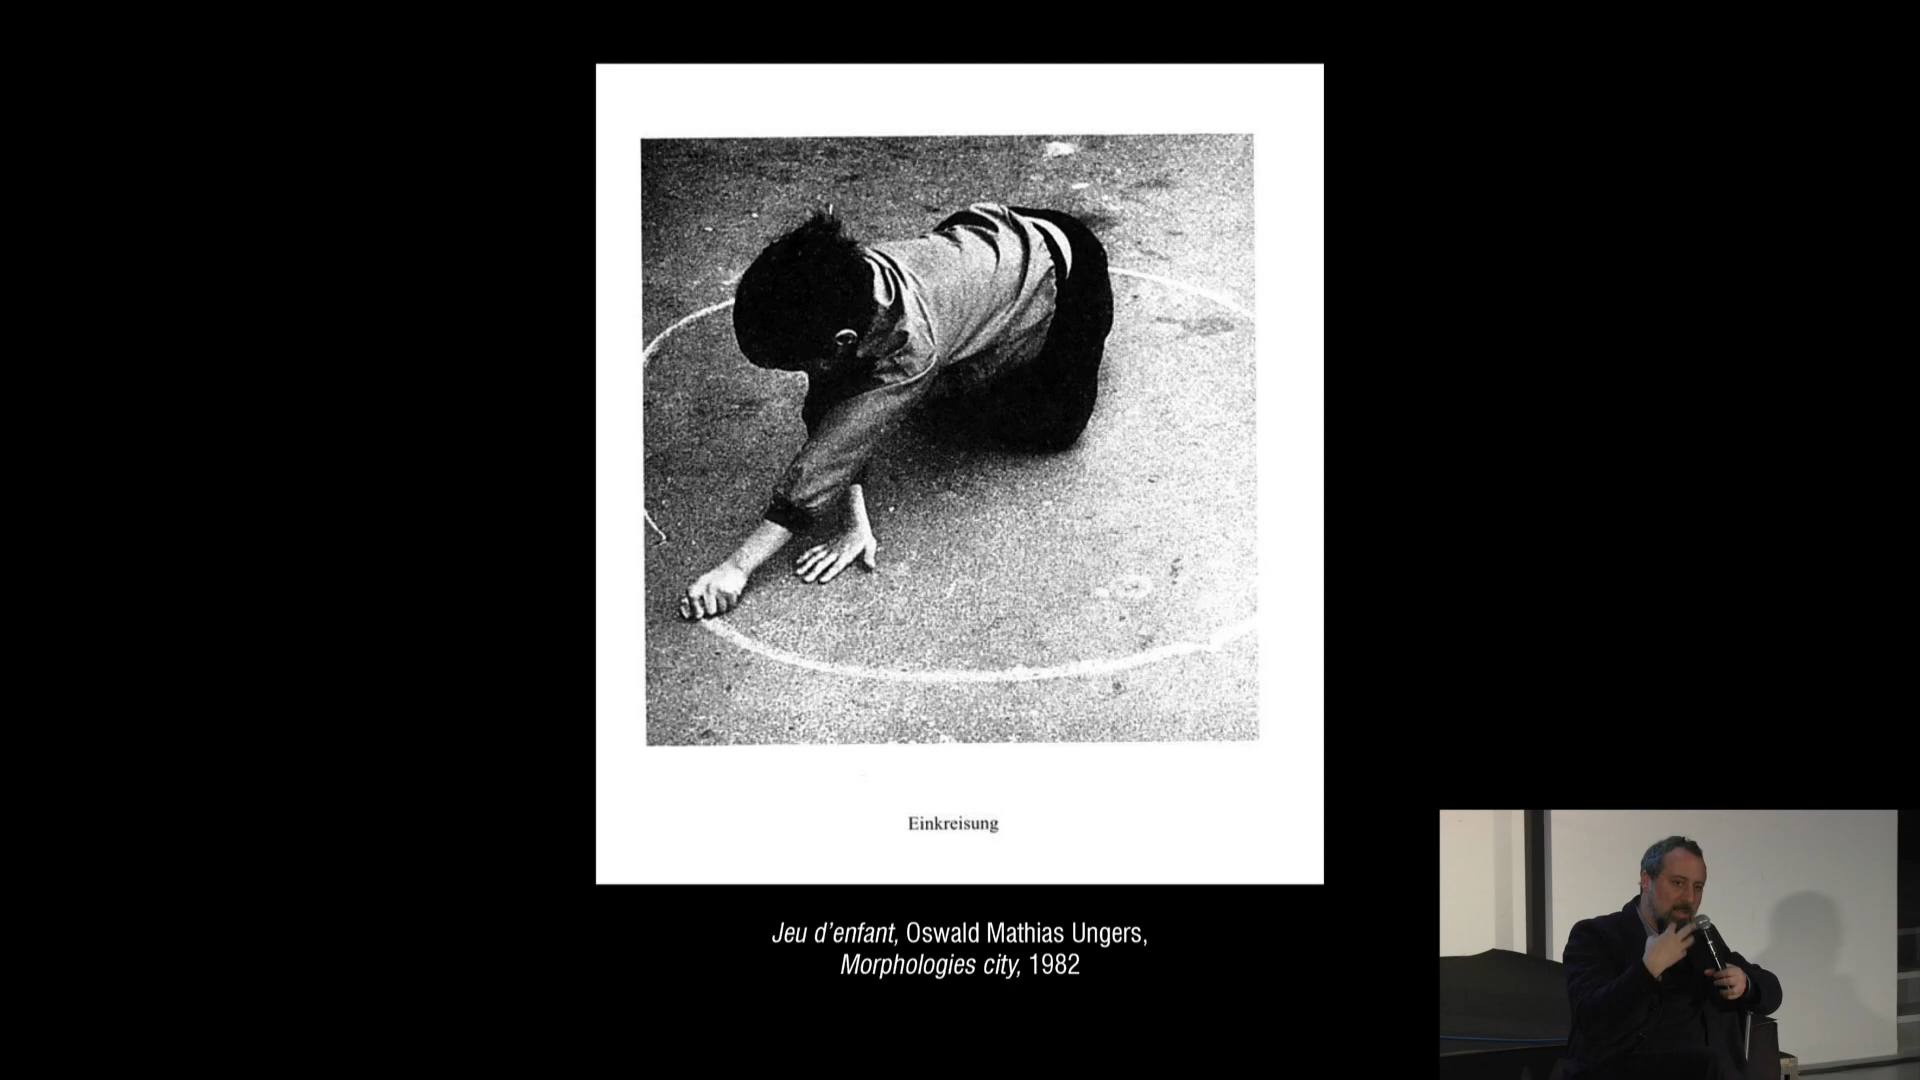 Einkreisung
Jeu d’enfant, Oswald Mathias Ungers,
Morphologies city, 1982